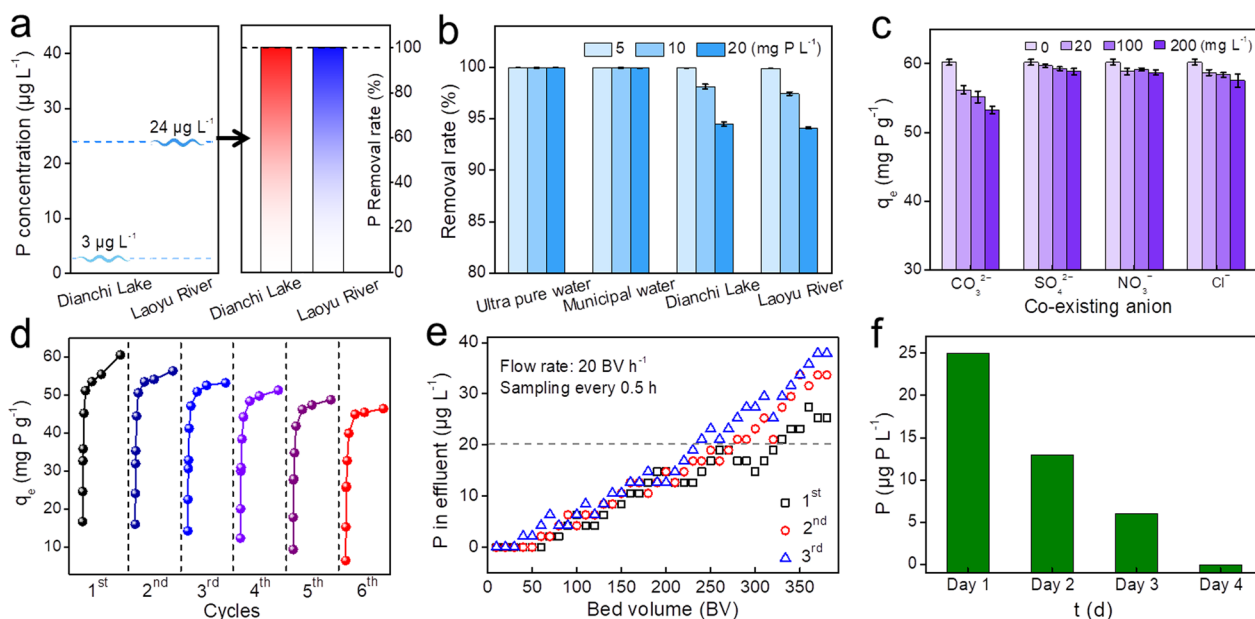 a
P concentration (µg L⁻¹)
40
30
20
10
0
24 µg L⁻¹
3 µg L⁻¹
Dianchi Lake
Laoyu River
100
80
60
40
20
0
P Removal rate (%)
Dianchi Lake
Laoyu River
b
5 10 20 (mg P L⁻¹)
Removal rate (%)
100
95
90
85
80
Ultra pure water
Municipal water
Dianchi Lake
Laoyu River
c
0 20 100 200 (mg L⁻¹)
qₑ (mg P g⁻¹)
60
50
40
30
CO₃²⁻ SO₄²⁻ NO₃⁻ Cl⁻
Co-existing anion
d
qₑ (mg P g⁻¹)
60
50
40
30
20
10
1ˢᵗ 2ⁿᵈ 3ʳᵈ 4ᵗʰ 5ᵗʰ 6ᵗʰ
Cycles
e
Flow rate: 20 BV h⁻¹
Sampling every 0.5 h
P in effluent (µg L⁻¹)
40
30
20
10
0
1ˢᵗ
2ⁿᵈ
3ʳᵈ
0 50 100 150 200 250 300 350
Bed volume (BV)
f
P (µg P L⁻¹)
25
20
15
10
5
0
Day 1 Day 2 Day 3 Day 4
t (d)